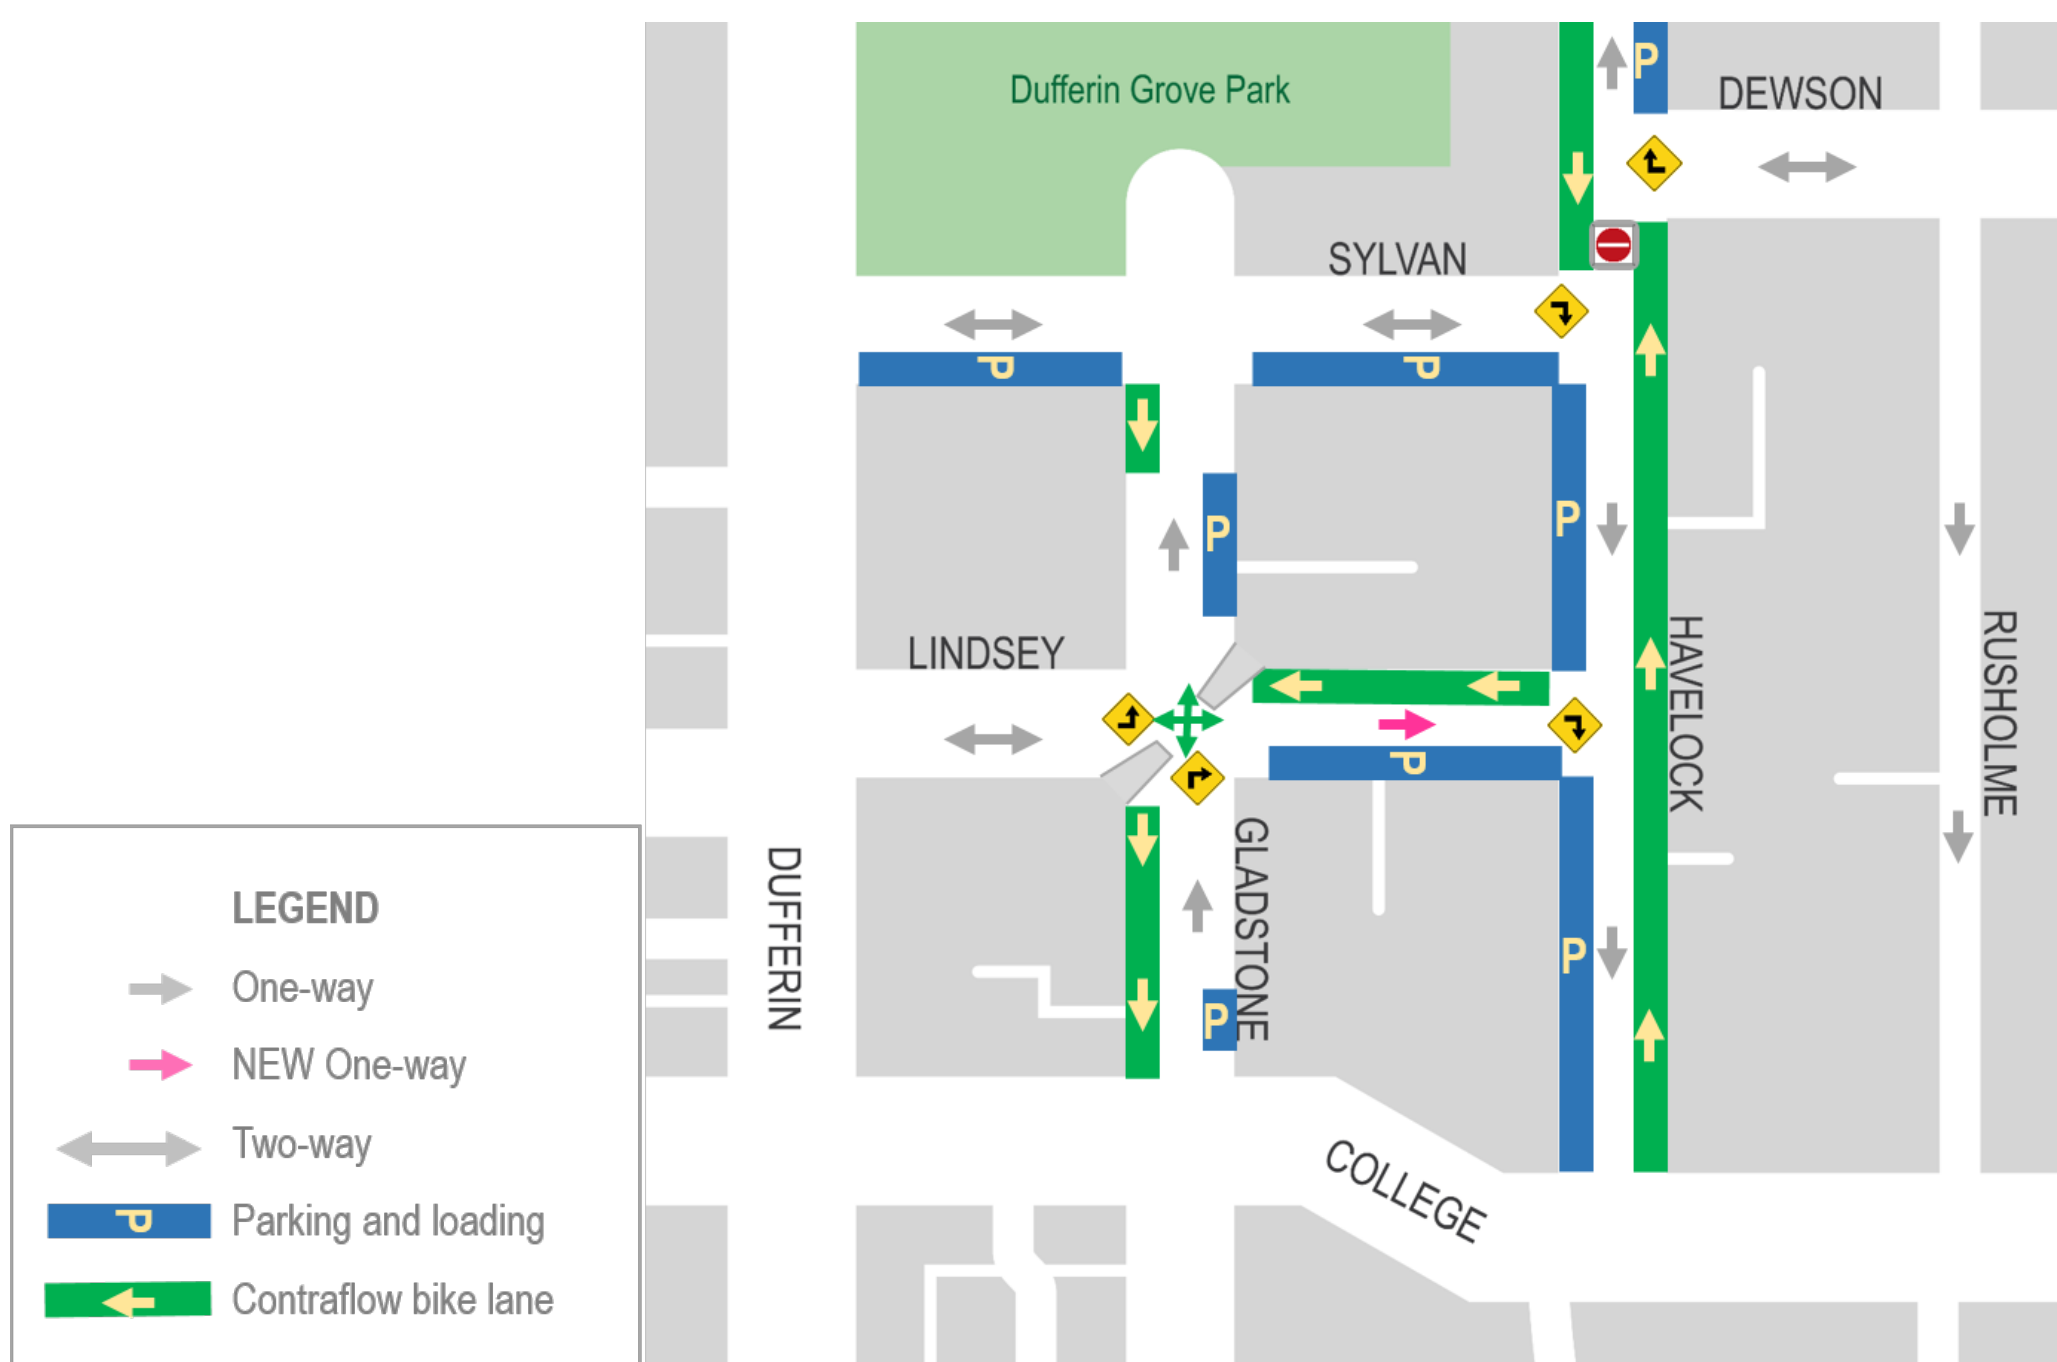 Dufferin Grove Park
P
DEWSON
SYLVAN
P
P
P
P
LINDSEY
HAVELOCK
RUSHOLME
P
GLADSTONE
DUFFERIN
P
P
COLLEGE
LEGEND
One-way
NEW One-way
Two-way
P
Parking and loading
Contraflow bike lane